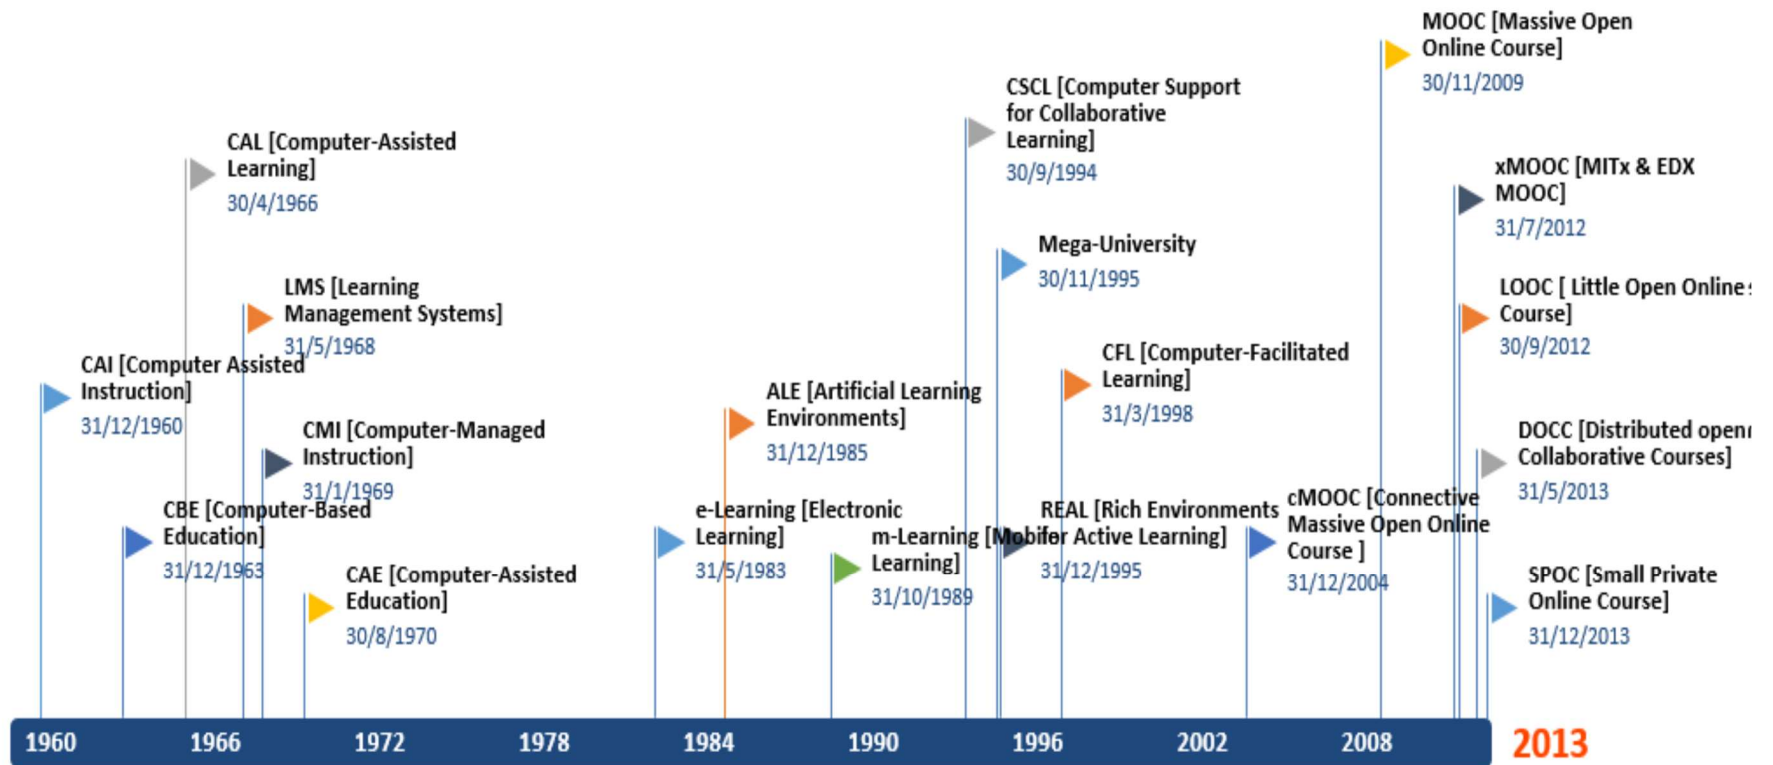 MOOC [Massive Open
Online Course]
30/11/2009
CSCL [Computer Support
for Collaborative
Learning]
30/9/1994
CAL [Computer-Assisted
Learning]
30/4/1966
xMOOC [MITx & EDX
MOOC]
31/7/2012
Mega-University
30/11/1995
LMS [Learning
Management Systems]
31/5/1968
LOOC [ Little Open Online
Course]
30/9/2012
CAI [Computer Assisted
Instruction]
31/12/1960
CFL [Computer-Facilitated
Learning]
31/3/1998
ALE [Artificial Learning
Environments]
31/12/1985
CMI [Computer-Managed
Instruction]
31/1/1969
DOCC [Distributed open
Collaborative Courses]
31/5/2013
CBE [Computer-Based
Education]
31/12/1963
e-Learning [Electronic
Learning]
31/5/1983
m-Learning [Mobile
Learning]
31/10/1989
REAL [Rich Environments
for Active Learning]
31/12/1995
cMOOC [Connective
Massive Open Online
Course ]
31/12/2004
CAE [Computer-Assisted
Education]
30/8/1970
SPOC [Small Private
Online Course]
31/12/2013
1960 1966 1972 1978 1984 1990 1996 2002 2008 2013